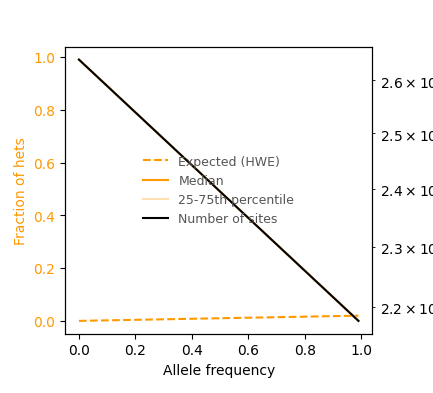 1.0
0.8
0.6
0.4
0.2
0.0
Fraction of hets
Expected (HWE)
Median
25-75th percentile
Number of sites
2.6 × 10
2.5 × 10
2.4 × 10
2.3 × 10
2.2 × 10
0.0 0.2 0.4 0.6 0.8 1.0
Allele frequency